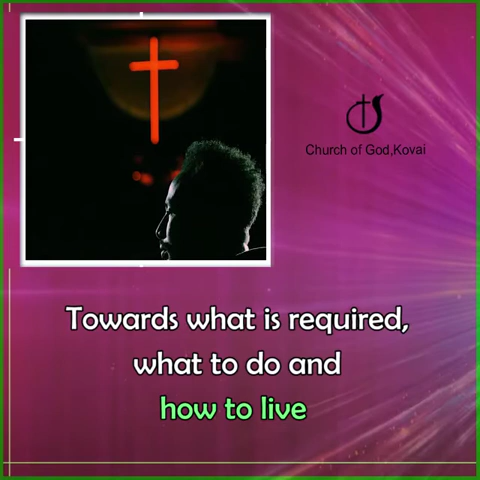 Church of God,Kovai
Towards what is required,
what to do and
how to live